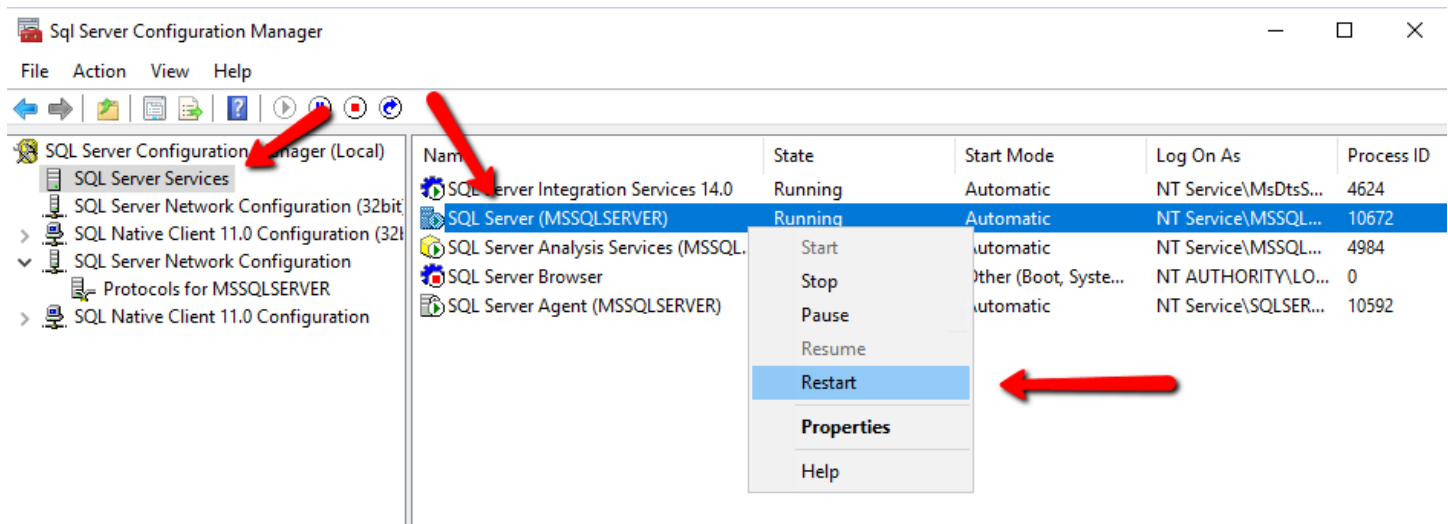 Sql Server Configuration Manager
File Action View Help
SQL Server Configuration Manager (Local)
SQL Server Services
SQL Server Network Configuration (32bit
SQL Native Client 11.0 Configuration (32
SQL Server Network Configuration
Protocols for MSSQLSERVER
SQL Native Client 11.0 Configuration
Name State Start Mode Log On As Process ID
SQL Server Integration Services 14.0 Running Automatic NT Service\MsDtsS... 4624
SQL Server (MSSQLSERVER) Running Automatic NT Service\MSSQL... 10672
SQL Server Analysis Services (MSSQL. Automatic NT Service\MSSQL... 4984
SQL Server Browser Other (Boot, Syste... NT AUTHORITY\LO... 0
SQL Server Agent (MSSQLSERVER) Automatic NT Service\SQLSER... 10592
Start
Stop
Pause
Resume
Restart
Properties
Help